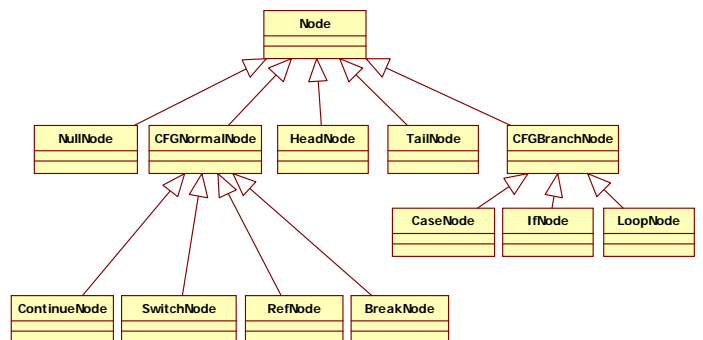 Node
NullNode
CFGNormalNode
HeadNode
TailNode
CFGBranchNode
CaseNode
IfNode
LoopNode
ContinueNode
SwitchNode
RefNode
BreakNode